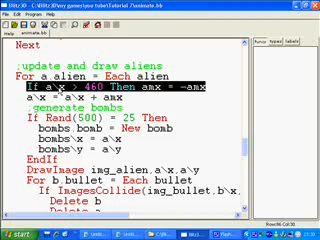 IBlitz3D - [C:\Blitz3D\my games\you tube\Tutorial 7\animate.bb]
File Edit Program Help
animate.bb
Next
;update and draw aliens
For a.alien = Each alien
If a\x > 460 Then amx = -amx
a\x = a\x + amx
;generate bombs
If Rand(500) = 25 Then
bombs.bomb = New bomb
bombs\x = a\x
bombs\y = a\y
EndIf
DrawImage img_alien,a\x,a\y
For b.bullet = Each bullet
If ImagesCollide(img_bullet,b\x,
Delete b
Delete a
funcs types labels
start